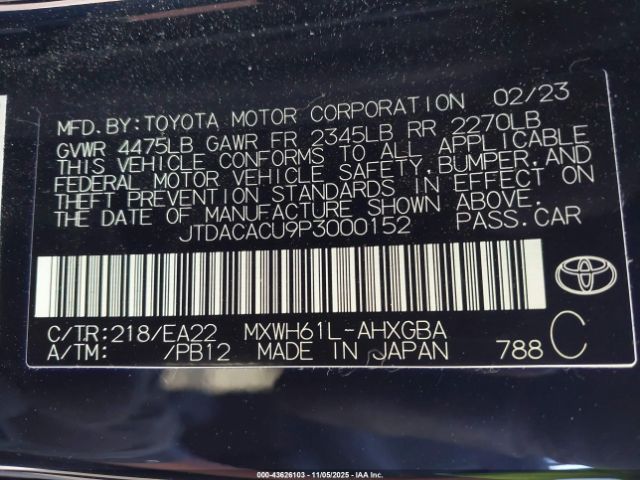 MFD. BY: TOYOTA MOTOR CORPORATION 02/23
GVWR 4475LB GAWR FR 2345LB RR 2270LB
THIS VEHICLE CONFORMS TO ALL APPLICABLE
FEDERAL MOTOR VEHICLE SAFETY, BUMPER, AND
THEFT PREVENTION STANDARDS IN EFFECT ON
THE DATE OF MANUFACTURE SHOWN ABOVE.
JTDACACU9P3000152 PASS. CAR
C/TR: 218/EA22 MXWH61L-AHXGBA
A/TM: /PB12 MADE IN JAPAN 788 C
000-43626103 - 11/05/2025 - IAA Inc.